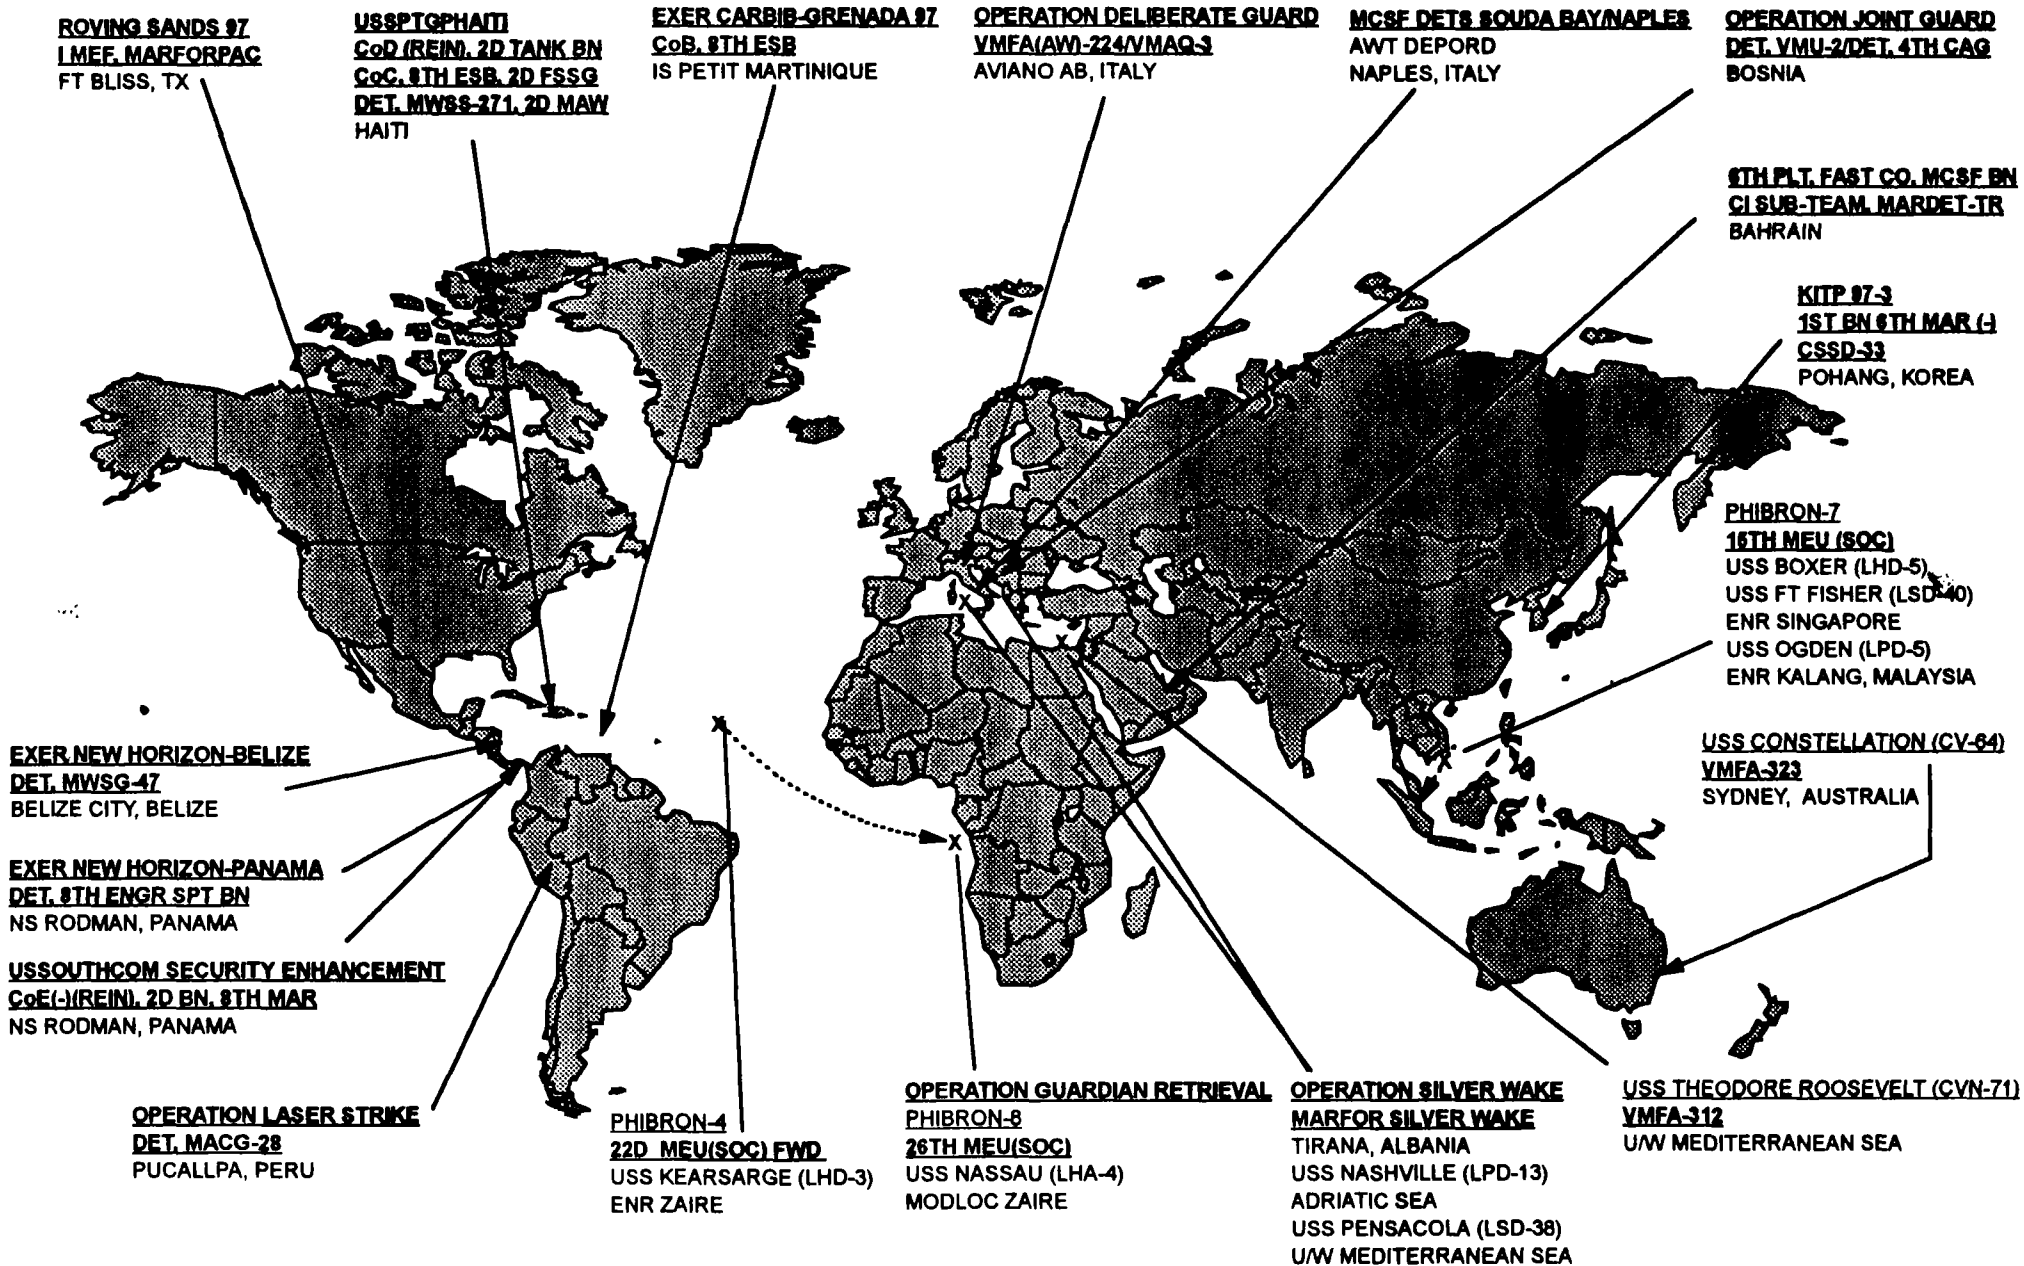 ROVING SANDS 97
I MEF, MARFORPAC
FT BLISS, TX
USSPTGPHAITI
CoD (REIN), 2D TANK BN
CoC, 8TH ESB, 2D FSSG
DET, MWSS-271, 2D MAW
HAITI
EXER CARBIB-GRENADA 97
CoB, 8TH ESB
IS PETIT MARTINIQUE
OPERATION DELIBERATE GUARD
VMFA(AW)-224/VMAQ-3
AVIANO AB, ITALY
MCSF DETS SOUDA BAY/NAPLES
AWT DEPORD
NAPLES, ITALY
OPERATION JOINT GUARD
DET, VMU-2/DET, 4TH CAG
BOSNIA
6TH PLT, FAST CO, MCSF BN
CI SUB-TEAM, MARDET-TR
BAHRAIN
KITP 97-3
1ST BN 6TH MAR (-)
CSSD-33
POHANG, KOREA
PHIBRON-7
15TH MEU (SOC)
USS BOXER (LHD-5)
USS FT FISHER (LSD-40)
ENR SINGAPORE
USS OGDEN (LPD-5)
ENR KALANG, MALAYSIA
USS CONSTELLATION (CV-64)
VMFA-323
SYDNEY, AUSTRALIA
EXER NEW HORIZON-BELIZE
DET, MWSG-47
BELIZE CITY, BELIZE
EXER NEW HORIZON-PANAMA
DET, 8TH ENGR SPT BN
NS RODMAN, PANAMA
USSOUTHCOM SECURITY ENHANCEMENT
CoE(-)(REIN), 2D BN, 8TH MAR
NS RODMAN, PANAMA
OPERATION LASER STRIKE
DET, MACG-28
PUCALLPA, PERU
PHIBRON-4
22D MEU(SOC) FWD
USS KEARSARGE (LHD-3)
ENR ZAIRE
OPERATION GUARDIAN RETRIEVAL
PHIBRON-8
26TH MEU(SOC)
USS NASSAU (LHA-4)
MODLOC ZAIRE
OPERATION SILVER WAKE
MARFOR SILVER WAKE
TIRANA, ALBANIA
USS NASHVILLE (LPD-13)
ADRIATIC SEA
USS PENSACOLA (LSD-38)
U/W MEDITERRANEAN SEA
USS THEODORE ROOSEVELT (CVN-71)
VMFA-312
U/W MEDITERRANEAN SEA